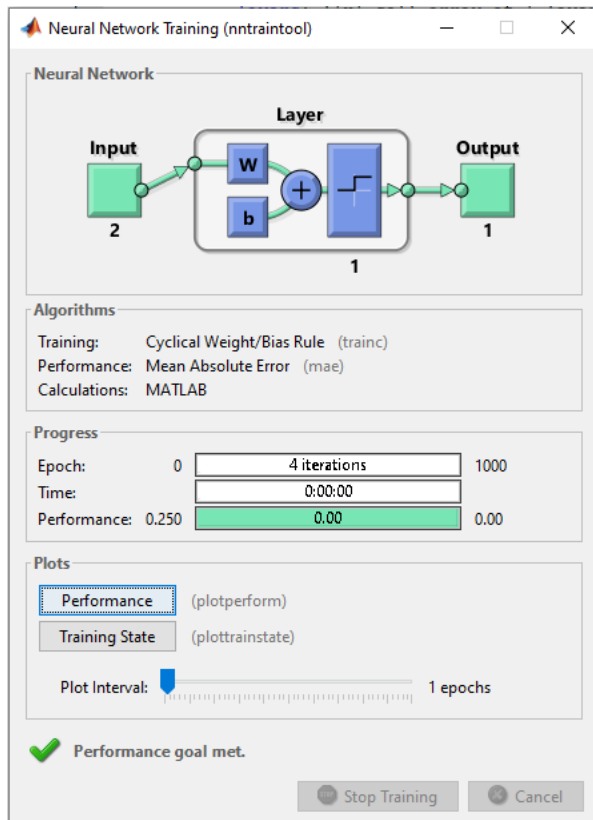 Neural Network Training (nntraintool)
Neural Network
Layer
Input
Output
W
b
2
1
1
Algorithms
Training: Cyclical Weight/Bias Rule (trainc)
Performance: Mean Absolute Error (mae)
Calculations: MATLAB
Progress
Epoch: 0 4 iterations 1000
Time: 0:00:00
Performance: 0.250 0.00 0.00
Plots
Performance (plotperform)
Training State (plottrainstate)
Plot Interval: 1 epochs
Performance goal met.
Stop Training Cancel